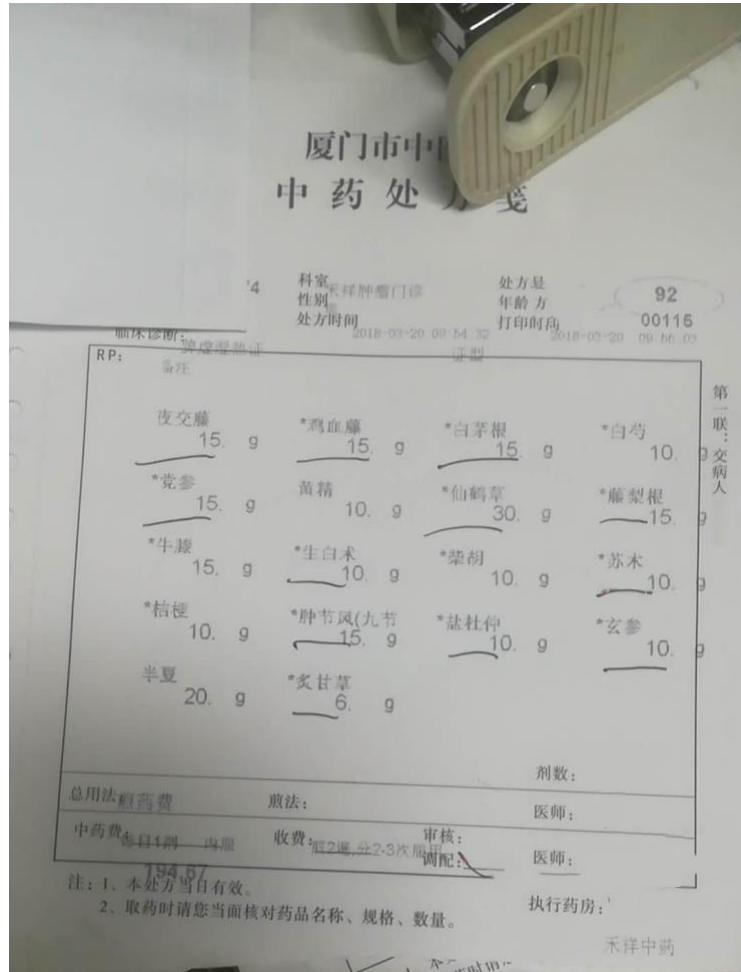 厦门市中
中药处方笺
4 科室 禾祥肿瘤门诊 处方号 92
性别 年龄 方 00115
处方时间 2018-03-20 09 54 32 打印时间 2018-03-20 09 56 03
临床诊断: 脾虚湿热证 证型
RP: 备注
第一联:交病人
夜交藤 *鸡血藤 *白茅根 *白芍
15. g 15. g 15. g 10. g
*党参 黄精 *仙鹤草 *藤梨根
15. g 10. g 30. g 15. g
*牛膝 *生白术 *柴胡 *苏木
15. g 10. g 10. g 10. g
*桔梗 *肿节风(九节 *盐杜仲 *玄参
10. g 15. g 10. g 10. g
半夏 *炙甘草
20. g 6. g
剂数:
总用法 煎药费 煎法: 医师:
中药费: 每日1剂 内服 收费: 煎2遍,分2-3次服用 审核:
194.67 调配: 医师:
注:1、本处方当日有效。
2、取药时请您当面核对药品名称、规格、数量。 执行药房:
禾祥中药